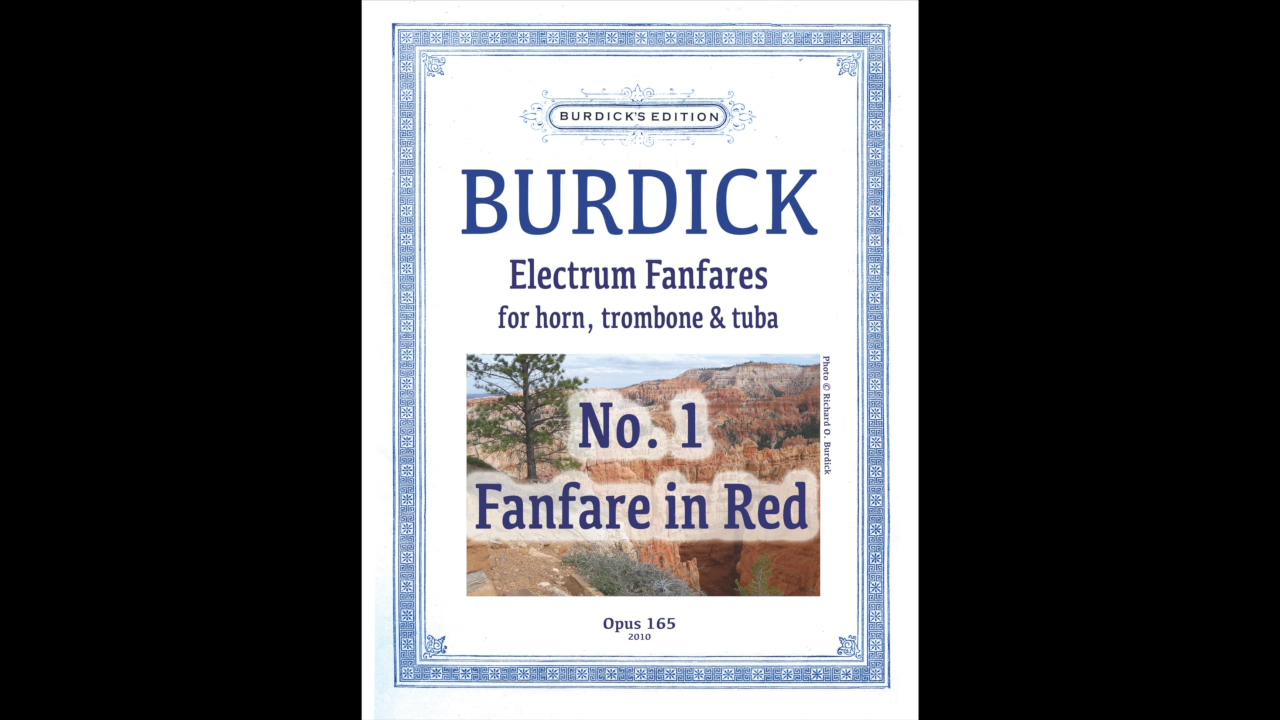 BURDICK'S EDITION
BURDICK
Electrum Fanfares
for horn, trombone & tuba
Photo © Richard O. Burdick
No. 1
Fanfare in Red
Opus 165
2010